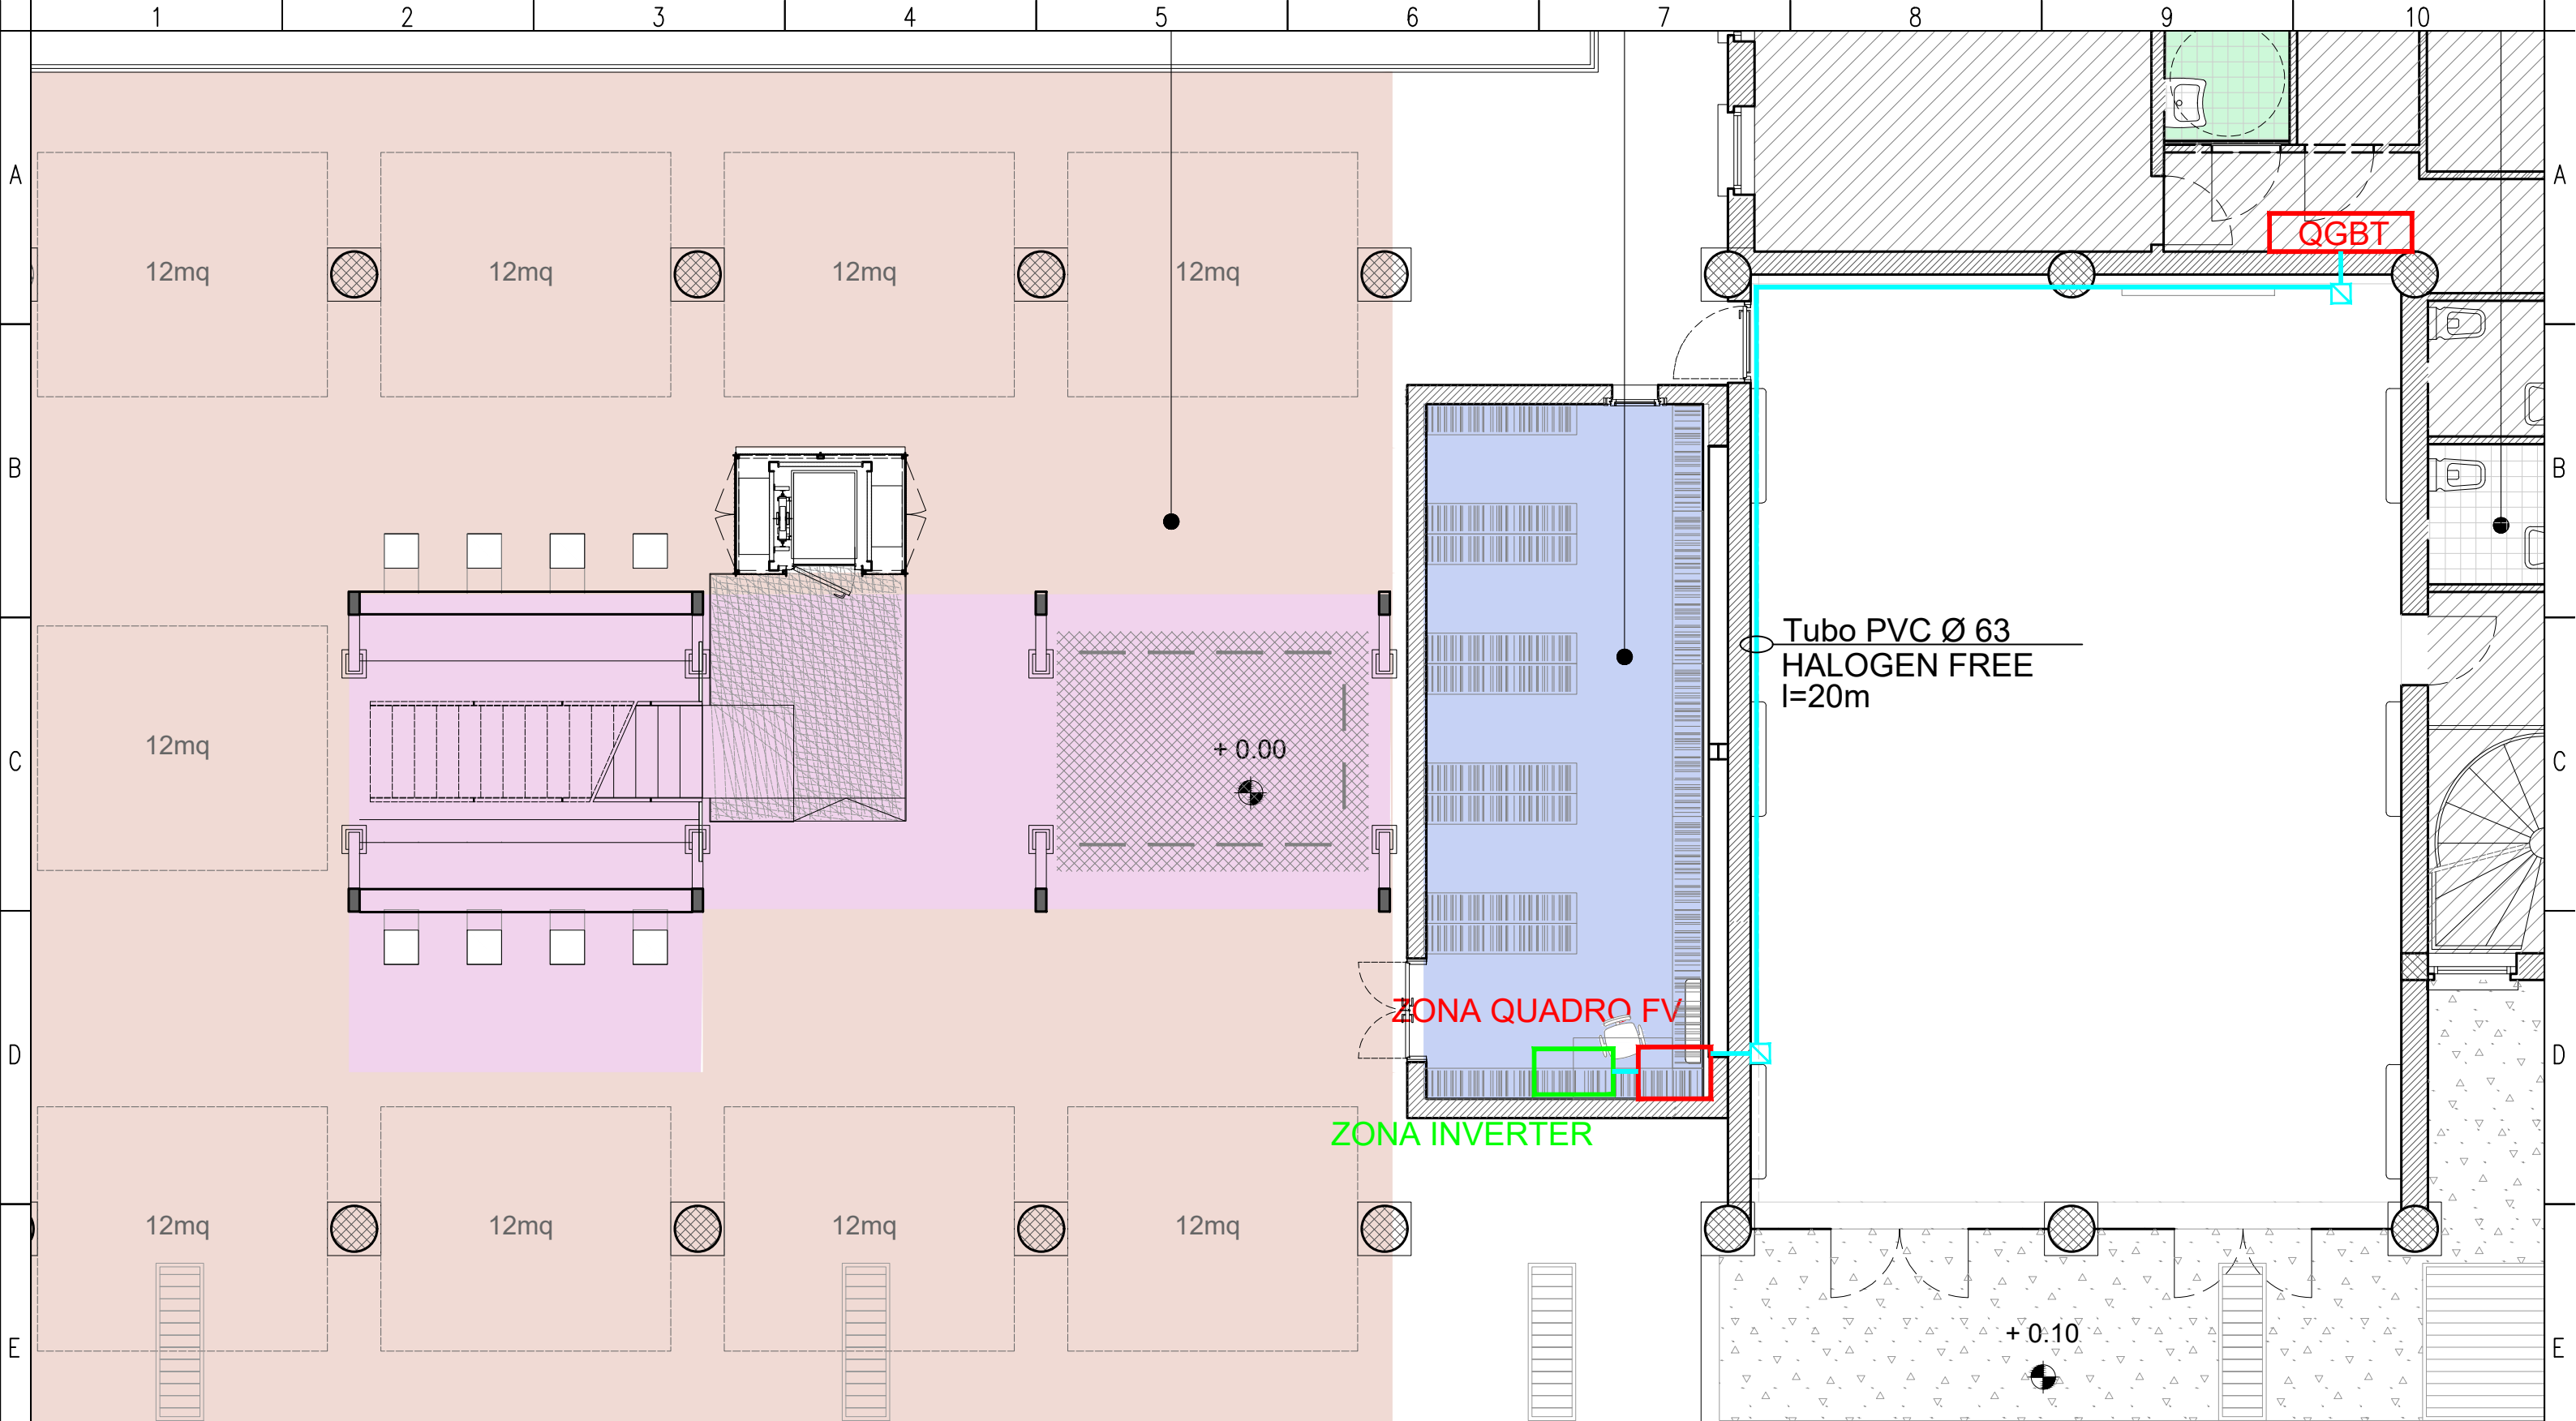 1 2 3 4 5 6 7 8 9 10
A A
QGBT
12mq 12mq 12mq 12mq
B B
Tubo PVC Ø 63
HALOGEN FREE
l=20m
12mq
+ 0.00
C C
ZONA QUADRO FV
D D
ZONA INVERTER
12mq 12mq 12mq 12mq
+ 0.10
E E